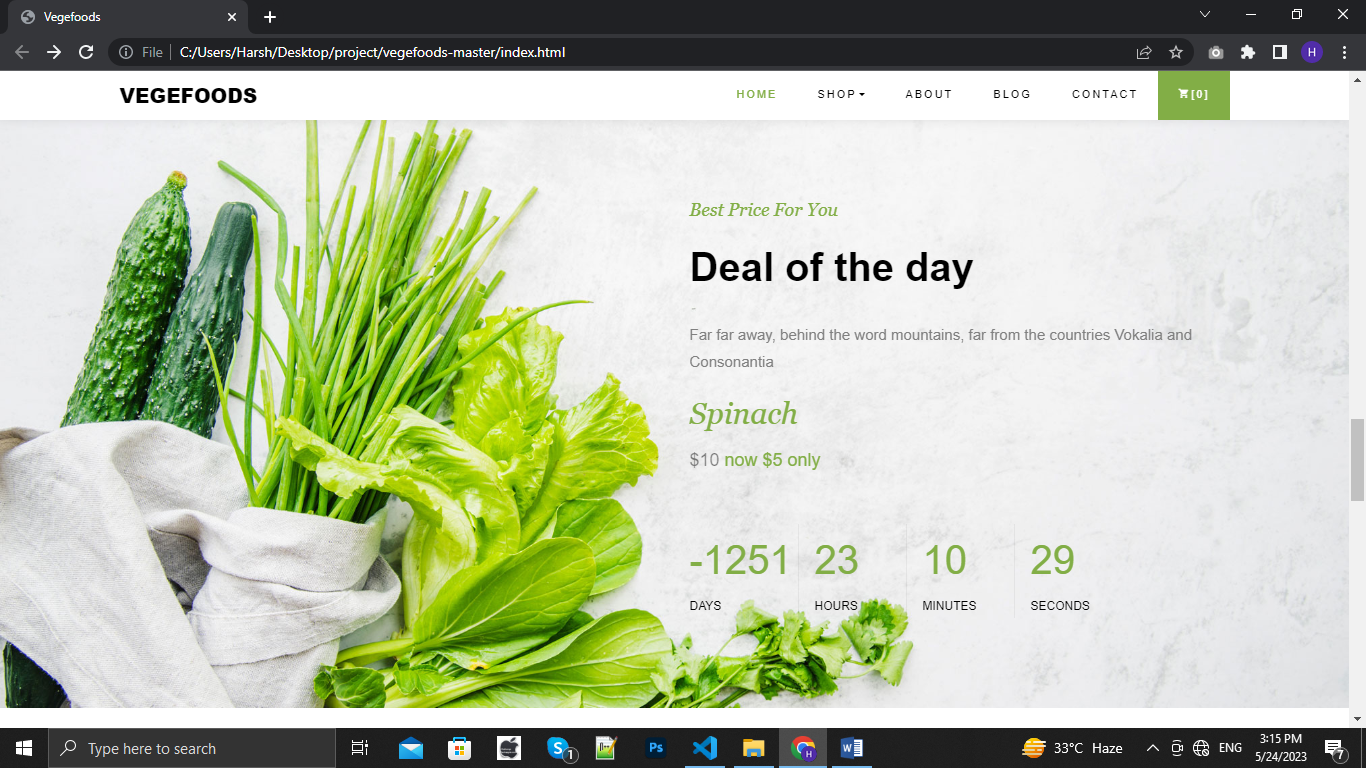 Vegefoods
File
C:/Users/Harsh/Desktop/project/vegefoods-master/index.html
H
VEGEFOODS
HOME
SHOP
ABOUT
BLOG
CONTACT
[0]
Best Price For You
Deal of the day
Far far away, behind the word mountains, far from the countries Vokalia and
Consonantia
Spinach
$10 now $5 only
-1251 23 10 29
DAYS HOURS MINUTES SECONDS
Type here to search
S 1
Ps
H
W
33°C Haze
ENG
3:15 PM
5/24/2023
7